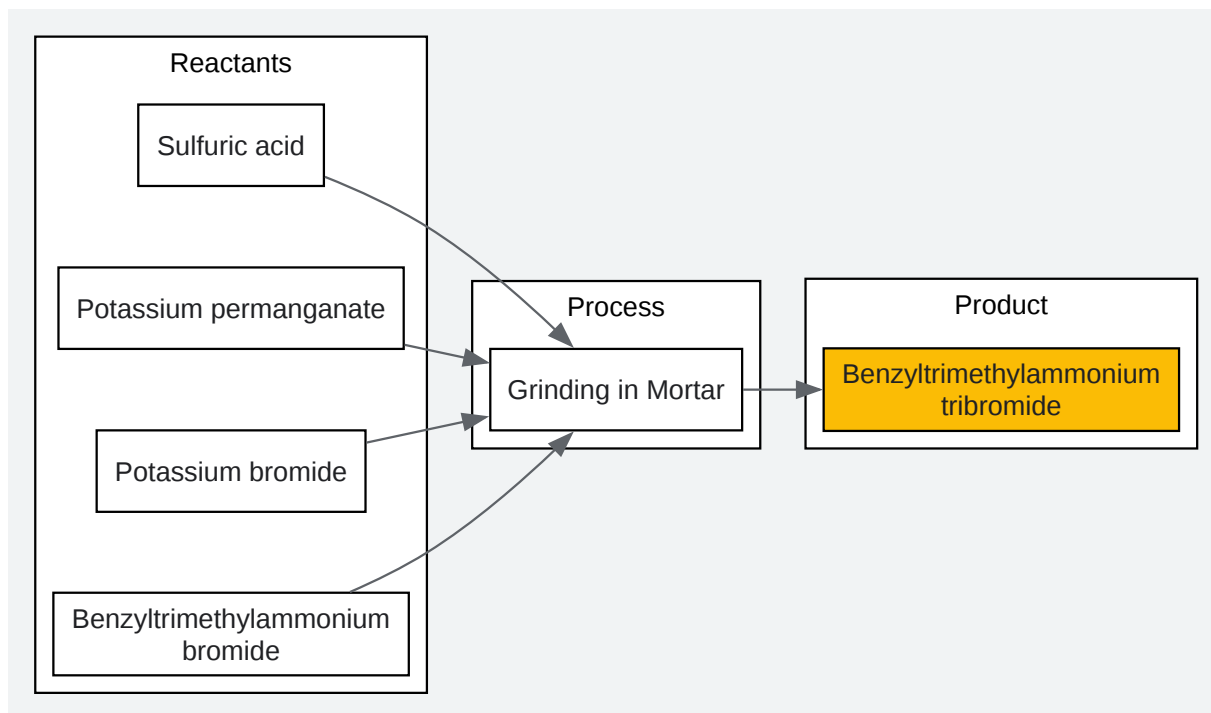 Reactants
Sulfuric acid
Potassium permanganate
Potassium bromide
Benzyltrimethylammonium
bromide
Process
Grinding in Mortar
Product
Benzyltrimethylammonium
tribromide